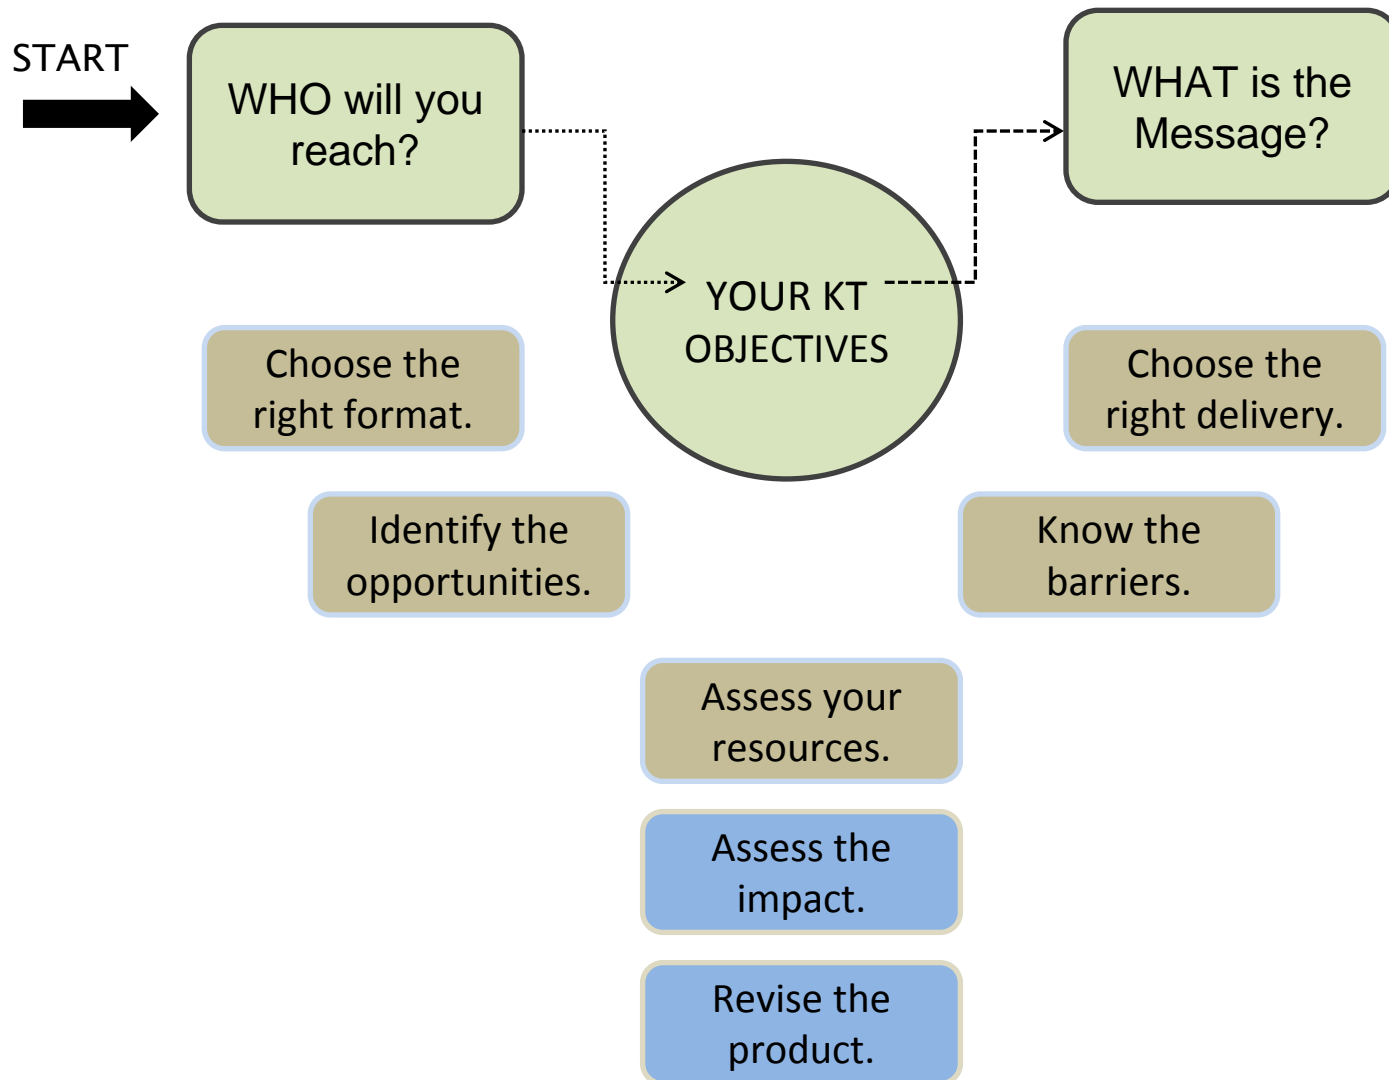 START
WHO will you
reach?
WHAT is the
Message?
YOUR KT
OBJECTIVES
Choose the
right format.
Choose the
right delivery.
Identify the
opportunities.
Know the
barriers.
Assess your
resources.
Assess the
impact.
Revise the
product.